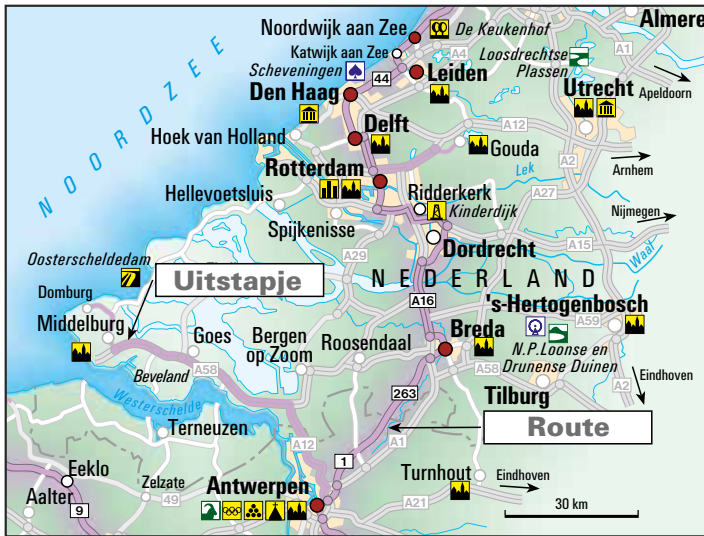 Noordwijk aan Zee
De Keukenhof
Almere
Katwijk aan Zee
A4
A1
Scheveningen
44
Leiden
Loosdrechtse
Plassen
Den Haag
Utrecht
Apeldoorn
NOORDZEE
Hoek van Holland
Delft
A12
Gouda
A2
Lek
Arnhem
Rotterdam
Hellevoetsluis
Ridderkerk
A27
Kinderdijk
Nijmegen
Spijkenisse
Dordrecht
A15
Waal
Oosterscheldedam
A29
NEDERLAND
Uitstapje
Domburg
A16
's-Hertogenbosch
Middelburg
Goes
Bergen
op Zoom
Roosendaal
Breda
A59
N.P. Loonse en
Drunense Duinen
Beveland
A58
A58
Eindhoven
263
Tilburg
A2
Westerschelde
Terneuzen
A12
A1
Route
1
Eeklo
Zelzate
49
Antwerpen
Turnhout
Eindhoven
Aalter
9
A21
30 km